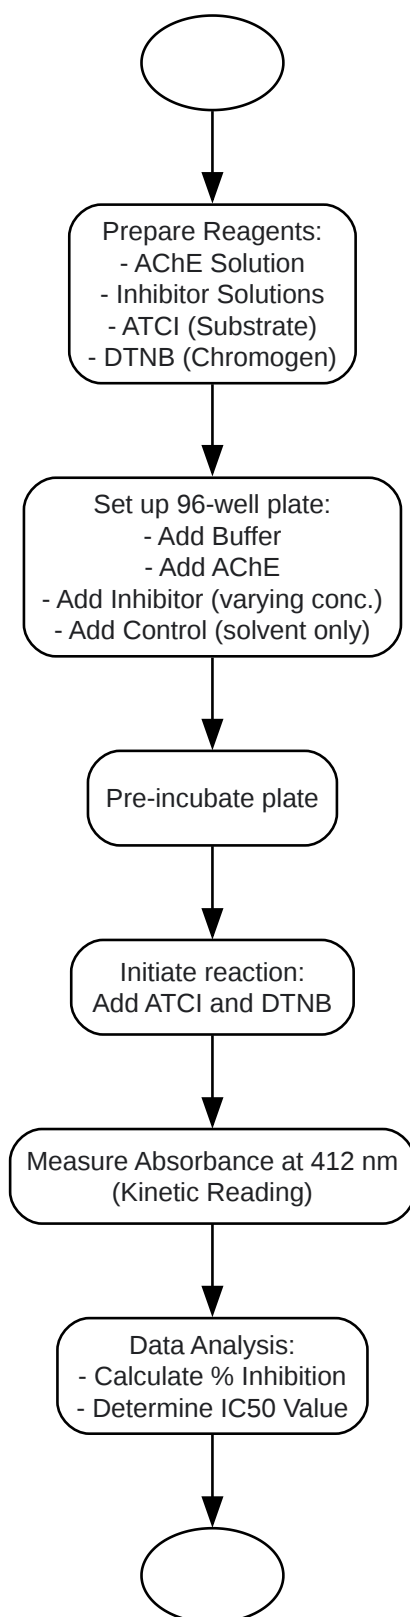 Prepare Reagents:
- AChE Solution
- Inhibitor Solutions
- ATCI (Substrate)
- DTNB (Chromogen)
Set up 96-well plate:
- Add Buffer
- Add AChE
- Add Inhibitor (varying conc.)
- Add Control (solvent only)
Pre-incubate plate
Initiate reaction:
Add ATCI and DTNB
Measure Absorbance at 412 nm
(Kinetic Reading)
Data Analysis:
- Calculate % Inhibition
- Determine IC50 Value